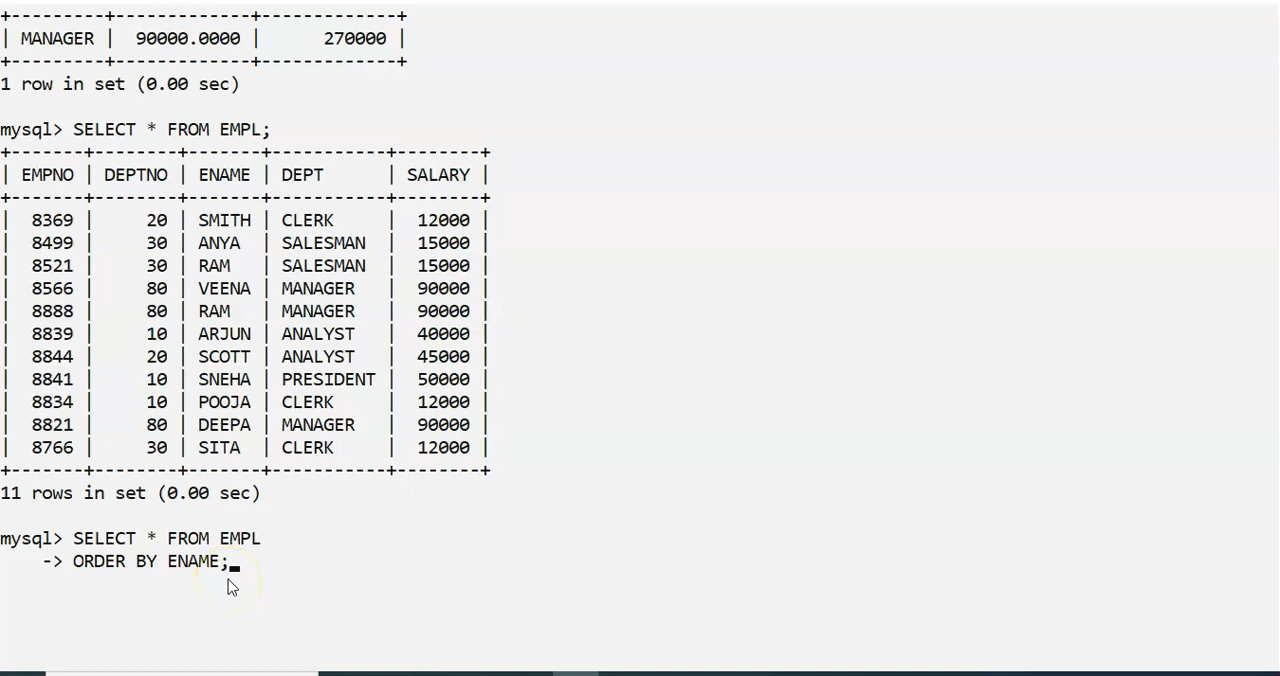 +---------+-------------+-------------+
| MANAGER |  90000.0000 |      270000 |
+---------+-------------+-------------+
1 row in set (0.00 sec)
mysql> SELECT * FROM EMPL;
+-------+--------+-------+-----------+--------+
| EMPNO | DEPTNO | ENAME | DEPT      | SALARY |
+-------+--------+-------+-----------+--------+
|  8369 |     20 | SMITH | CLERK     |  12000 |
|  8499 |     30 | ANYA  | SALESMAN  |  15000 |
|  8521 |     30 | RAM   | SALESMAN  |  15000 |
|  8566 |     80 | VEENA | MANAGER   |  90000 |
|  8888 |     80 | RAM   | MANAGER   |  90000 |
|  8839 |     10 | ARJUN | ANALYST   |  40000 |
|  8844 |     20 | SCOTT | ANALYST   |  45000 |
|  8841 |     10 | SNEHA | PRESIDENT |  50000 |
|  8834 |     10 | POOJA | CLERK     |  12000 |
|  8821 |     80 | DEEPA | MANAGER   |  90000 |
|  8766 |     30 | SITA  | CLERK     |  12000 |
+-------+--------+-------+-----------+--------+
11 rows in set (0.00 sec)
mysql> SELECT * FROM EMPL
    -> ORDER BY ENAME;